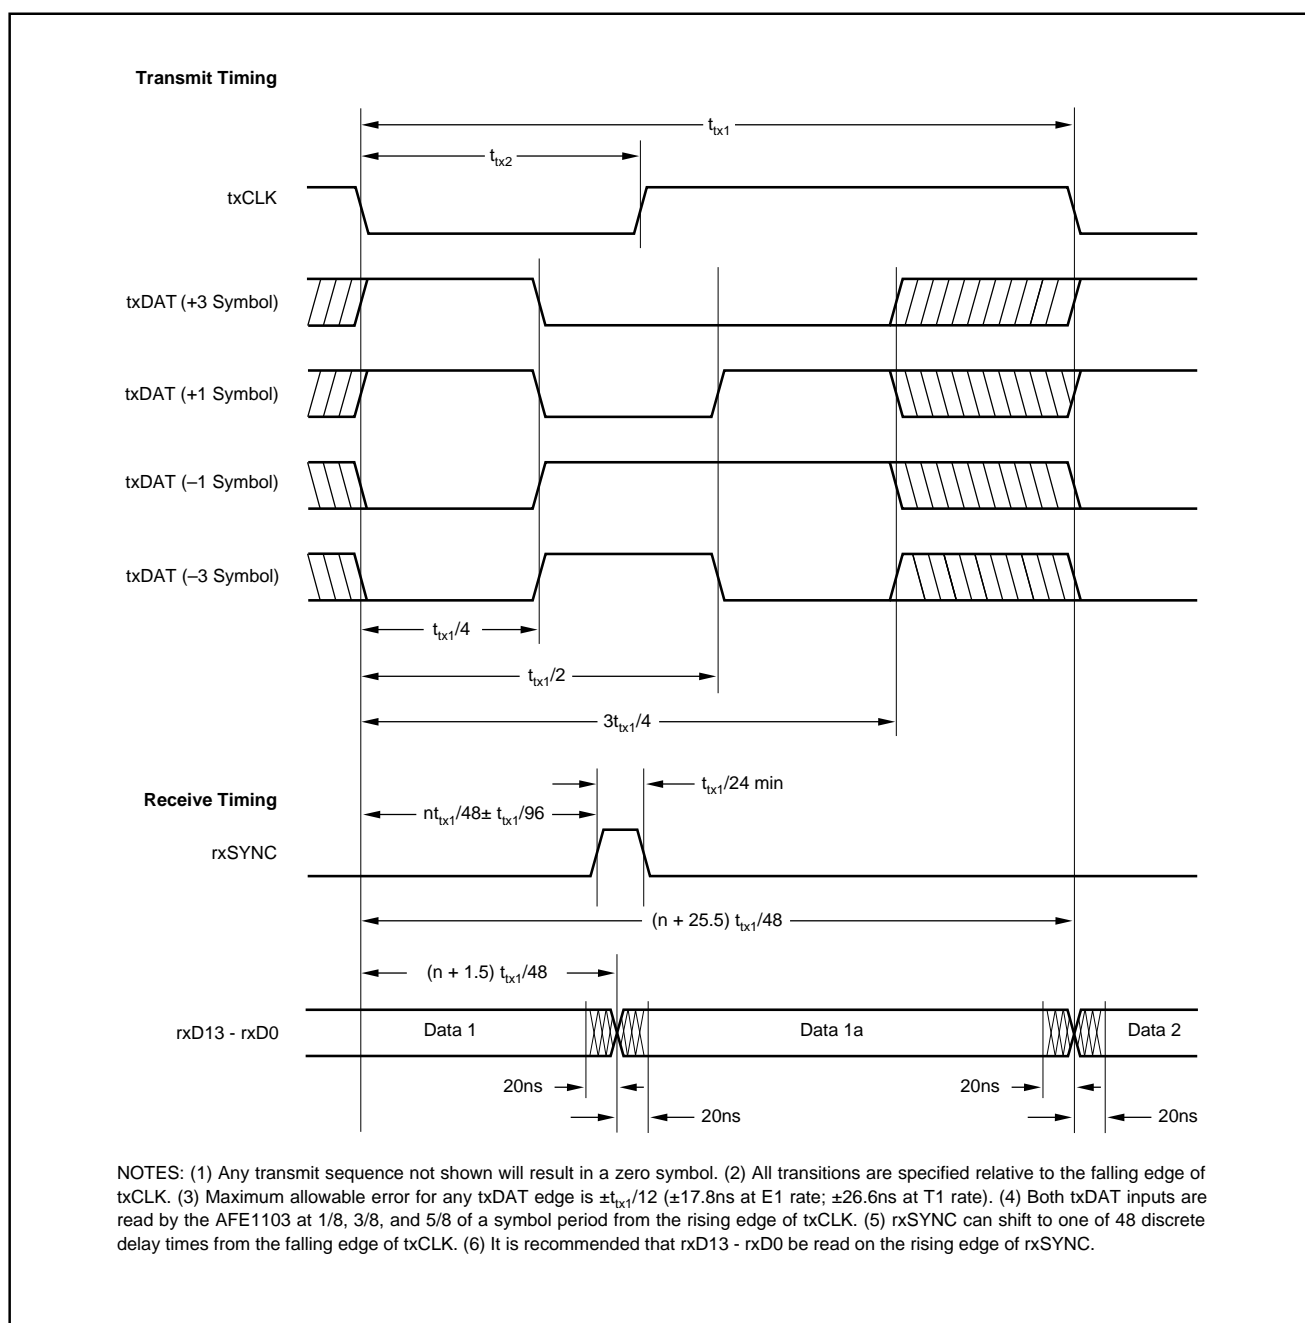 Transmit Timing
t_tx1
t_tx2
txCLK
txDAT (+3 Symbol)
txDAT (+1 Symbol)
txDAT (–1 Symbol)
txDAT (–3 Symbol)
t_tx1/4
t_tx1/2
3t_tx1/4
t_tx1/24 min
Receive Timing
nt_tx1/48± t_tx1/96
rxSYNC
(n + 25.5) t_tx1/48
(n + 1.5) t_tx1/48
rxD13 - rxD0
Data 1
Data 1a
Data 2
20ns
20ns
20ns
20ns
NOTES: (1) Any transmit sequence not shown will result in a zero symbol. (2) All transitions are specified relative to the falling edge of
txCLK. (3) Maximum allowable error for any txDAT edge is ±t_tx1/12 (±17.8ns at E1 rate; ±26.6ns at T1 rate). (4) Both txDAT inputs are
read by the AFE1103 at 1/8, 3/8, and 5/8 of a symbol period from the rising edge of txCLK. (5) rxSYNC can shift to one of 48 discrete
delay times from the falling edge of txCLK. (6) It is recommended that rxD13 - rxD0 be read on the rising edge of rxSYNC.